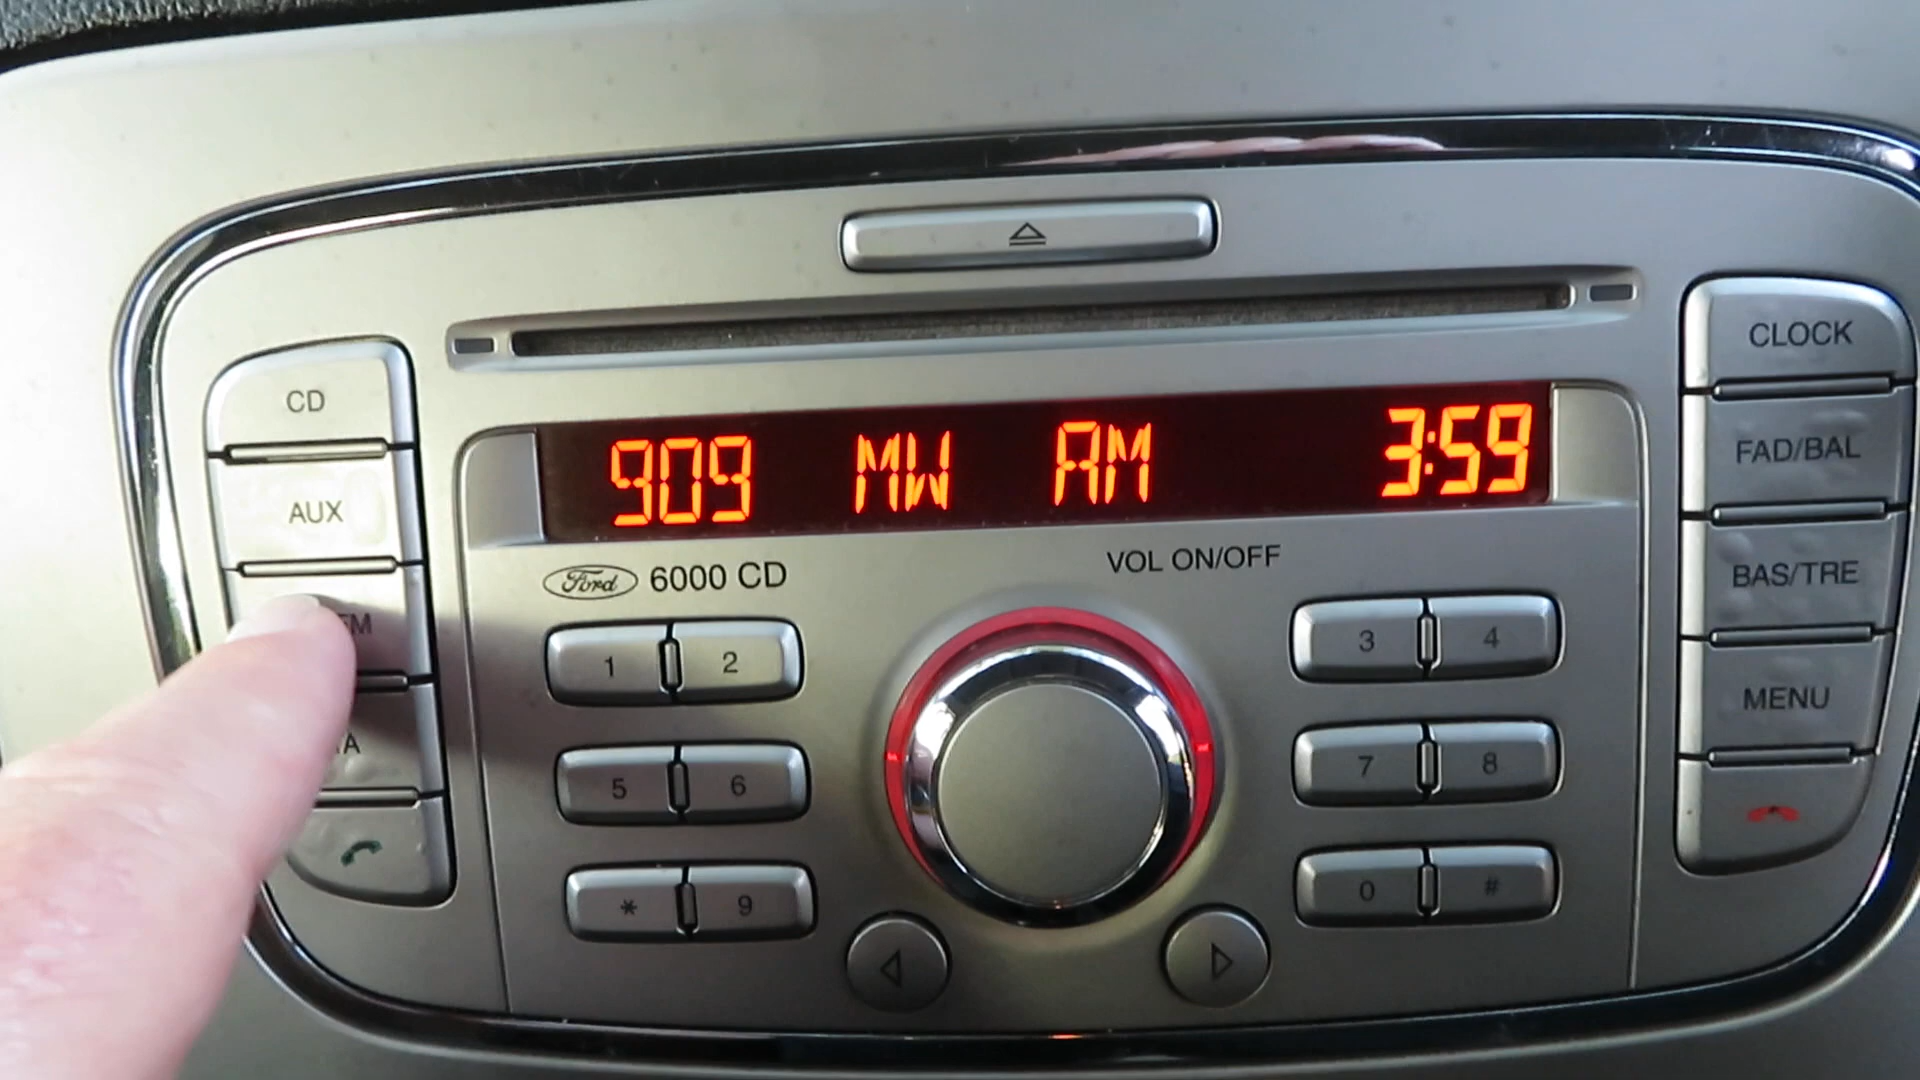 CD
AUX
FM
TA
909 MW AM 3:59
Ford 6000 CD
VOL ON/OFF
1 2
5 6
* 9
3 4
7 8
0 #
CLOCK
FAD/BAL
BAS/TRE
MENU